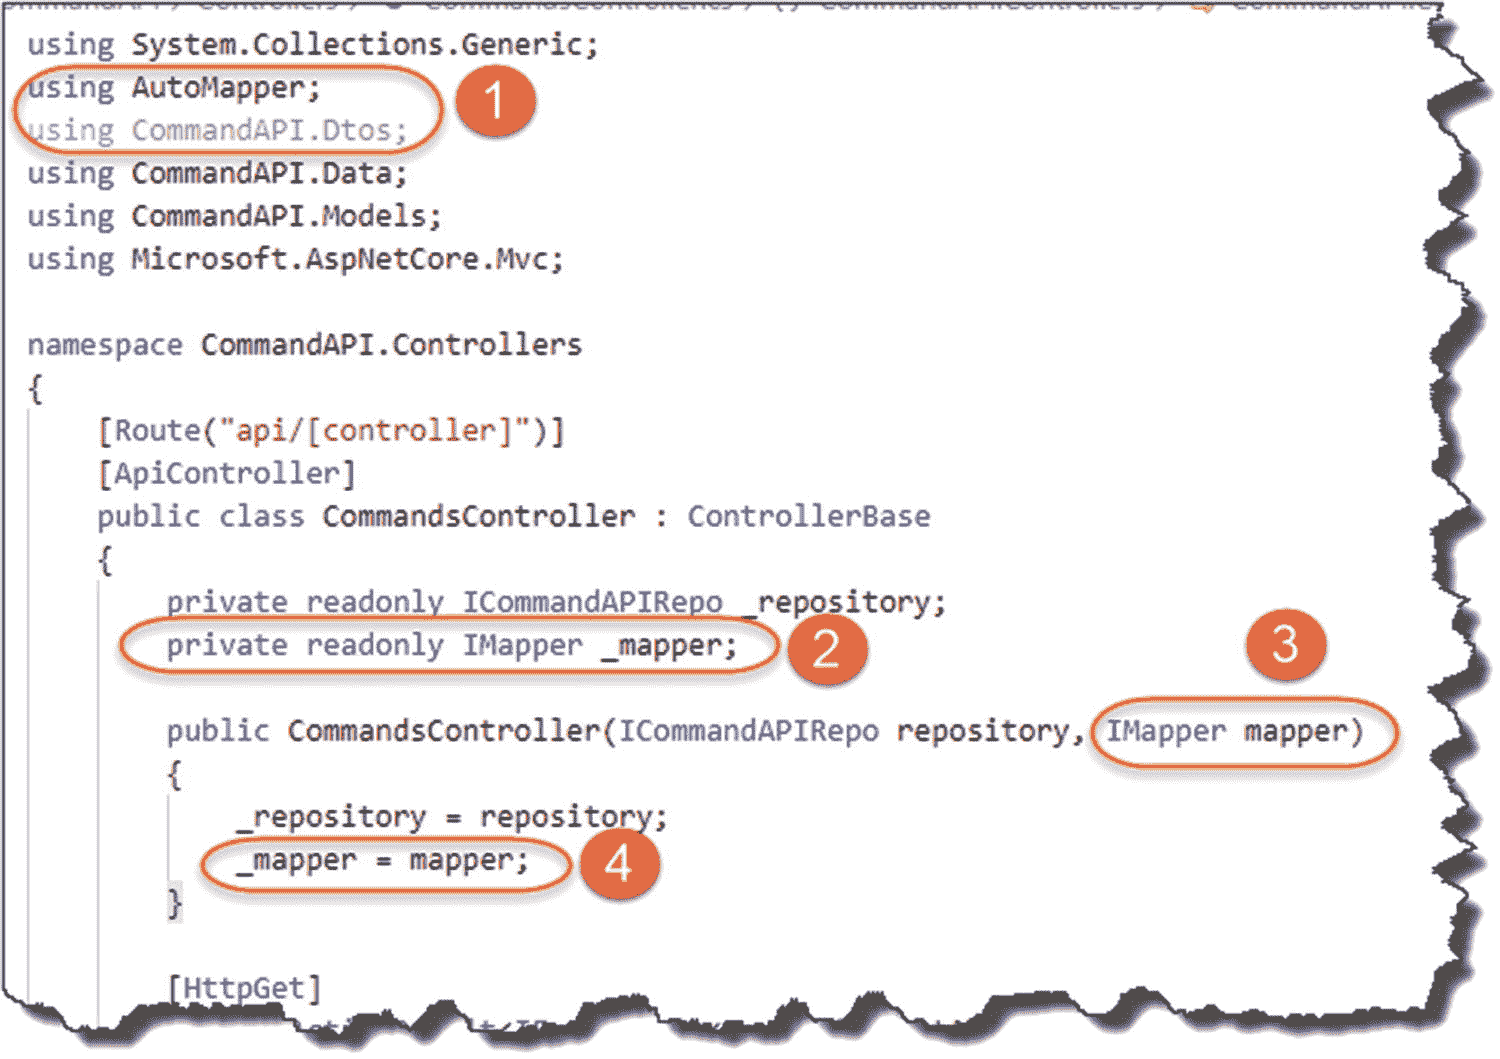 using System.Collections.Generic;
using AutoMapper;
1
using CommandAPI.Dtos;
using CommandAPI.Data;
using CommandAPI.Models;
using Microsoft.AspNetCore.Mvc;
namespace CommandAPI.Controllers
{
[Route("api/[controller]")]
[ApiController]
public class CommandsController : ControllerBase
{
private readonly ICommandAPIRepo _repository;
private readonly IMapper _mapper;
2
3
public CommandsController(ICommandAPIRepo repository, IMapper mapper)
{
_repository = repository;
_mapper = mapper;
4
}
[HttpGet]